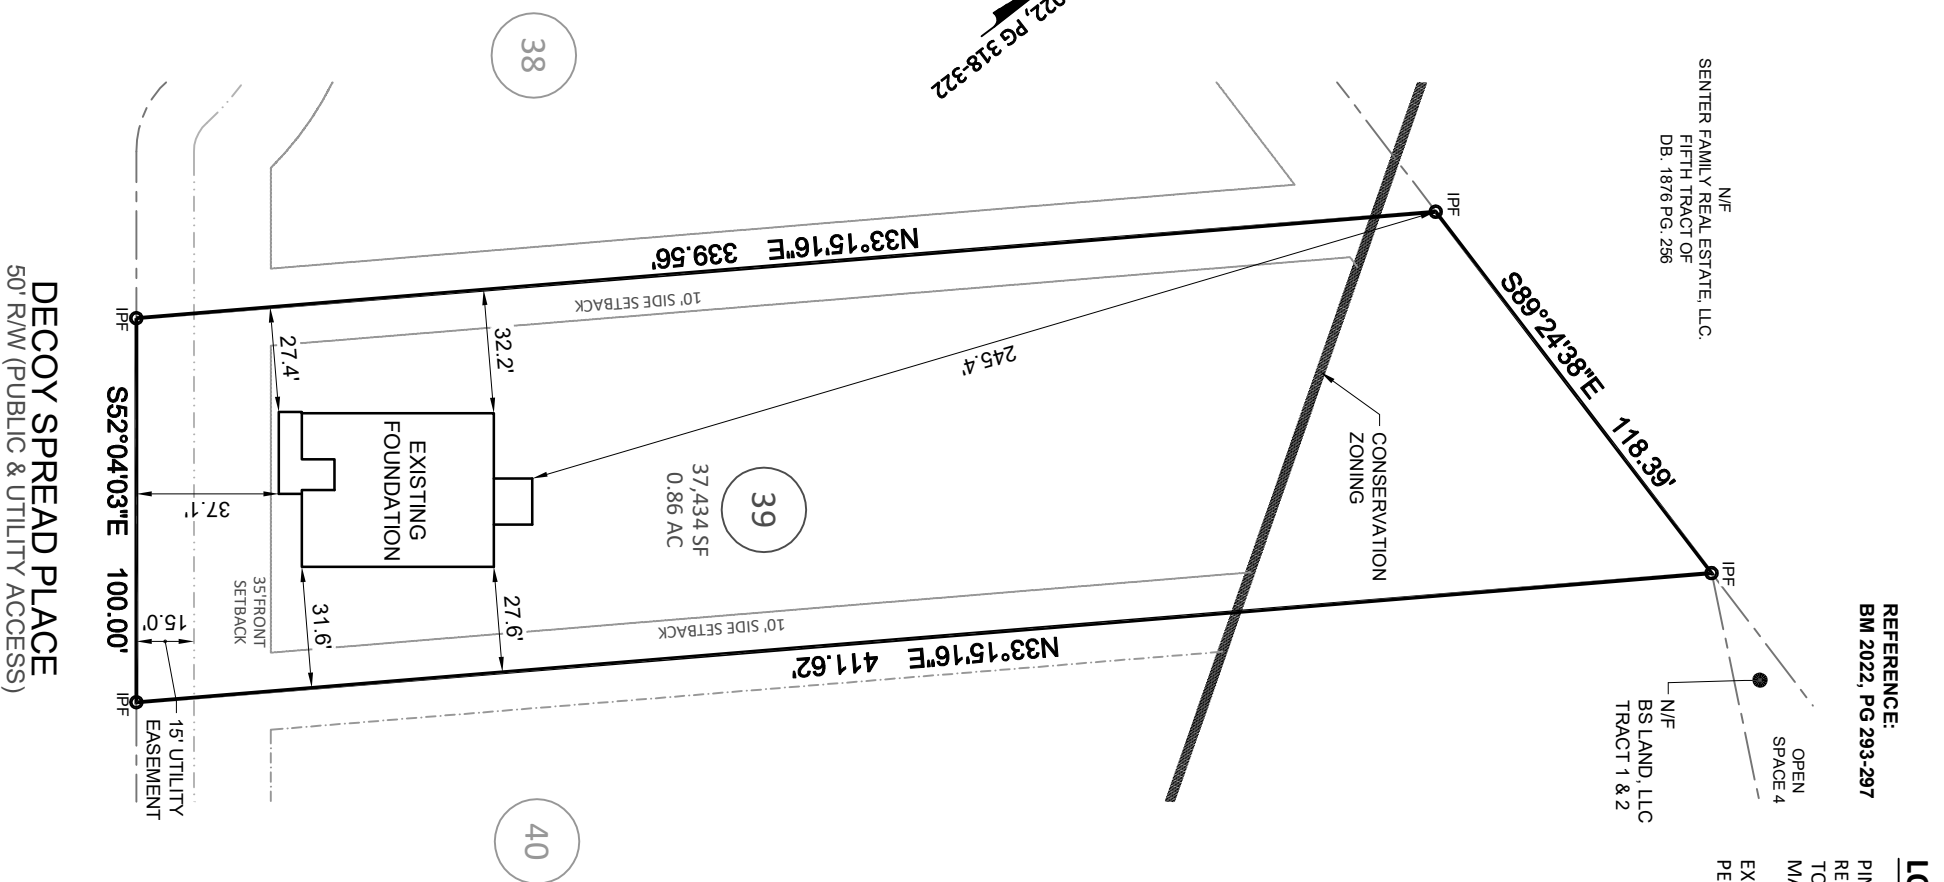 REFERENCE:
BM 2022, PG 293-297
N/F
SENTER FAMILY REAL ESTATE, LLC.
FIFTH TRACT OF
DB. 1876 PG. 256
PG 318-322
OPEN
SPACE 4
N/F
BS LAND, LLC
TRACT 1 & 2
IPF
IPF
S89°24'38"E 118.39'
CONSERVATION
ZONING
N33°15'16"E 339.56'
10' SIDE SETBACK
245.4'
N33°15'16"E 411.62'
10' SIDE SETBACK
38
39
37,434 SF
0.86 AC
40
32.2'
27.4'
27.6'
31.6'
EXISTING
FOUNDATION
37.1'
35'FRONT
SETBACK
15.0'
15' UTILITY
EASEMENT
IPF
IPF
S52°04'03"E 100.00'
DECOY SPREAD PLACE
50' R/W (PUBLIC & UTILITY ACCESS)